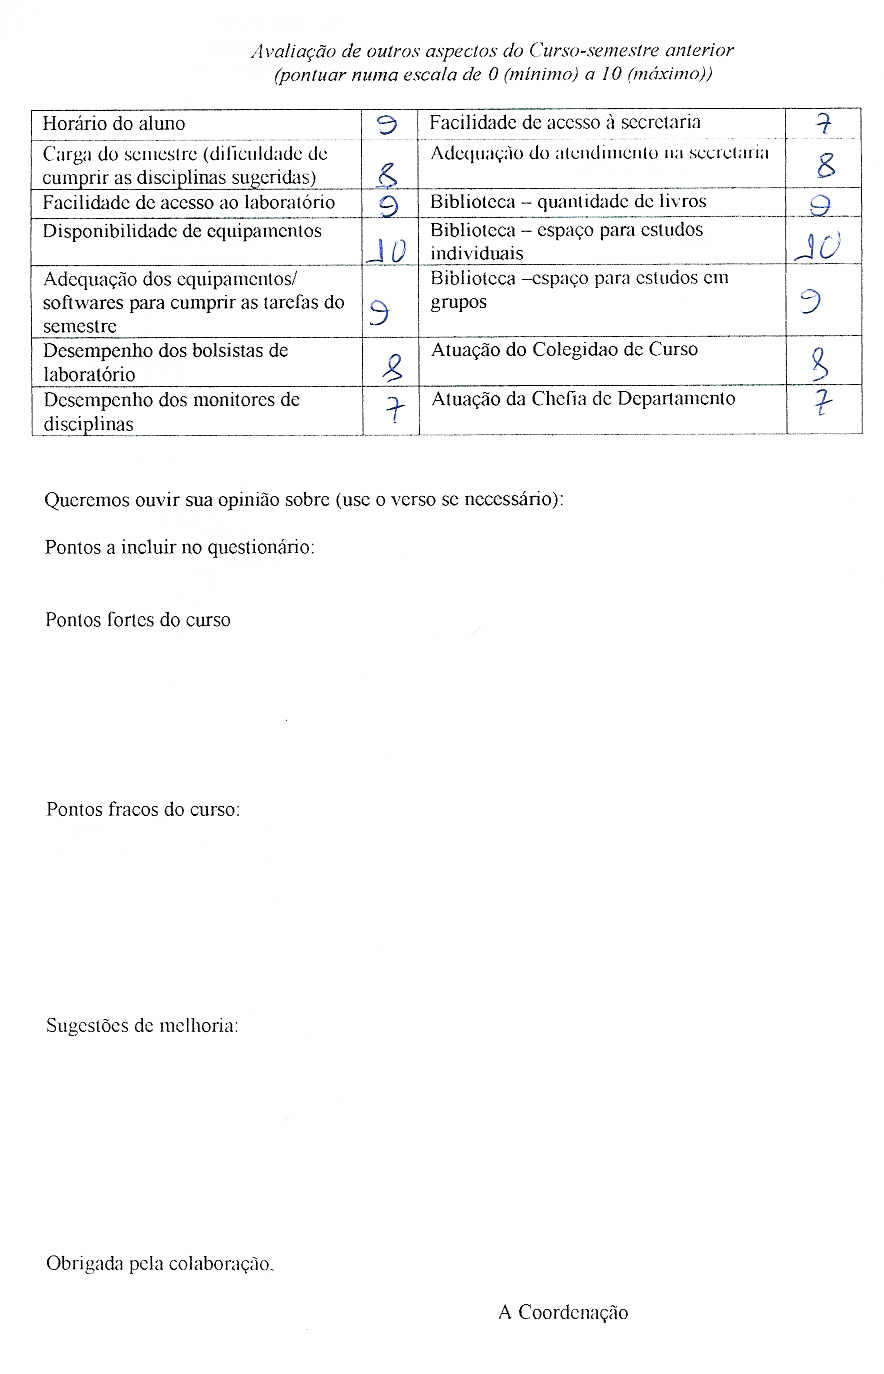 Avaliação de outros aspectos do Curso-semestre anterior
(pontuar numa escala de 0 (mínimo) a 10 (máximo))
Horário do aluno 9 Facilidade de acesso à secretaria 7
Carga do semestre (dificuldade de
cumprir as disciplinas sugeridas) 8 Adequação do atendimento na secretaria 8
Facilidade de acesso ao laboratório 9 Biblioteca – quantidade de livros 9
Disponibilidade de equipamentos 10 Biblioteca – espaço para estudos
individuais 10
Adequação dos equipamentos/
softwares para cumprir as tarefas do
semestre 9 Biblioteca –espaço para estudos em
grupos 9
Desempenho dos bolsistas de
laboratório 8 Atuação do Colegidao de Curso 8
Desempenho dos monitores de
disciplinas 7 Atuação da Chefia de Departamento 7
Queremos ouvir sua opinião sobre (use o verso se necessário):
Pontos a incluir no questionário:
Pontos fortes do curso
Pontos fracos do curso:
Sugestões de melhoria:
Obrigada pela colaboração.
A Coordenação